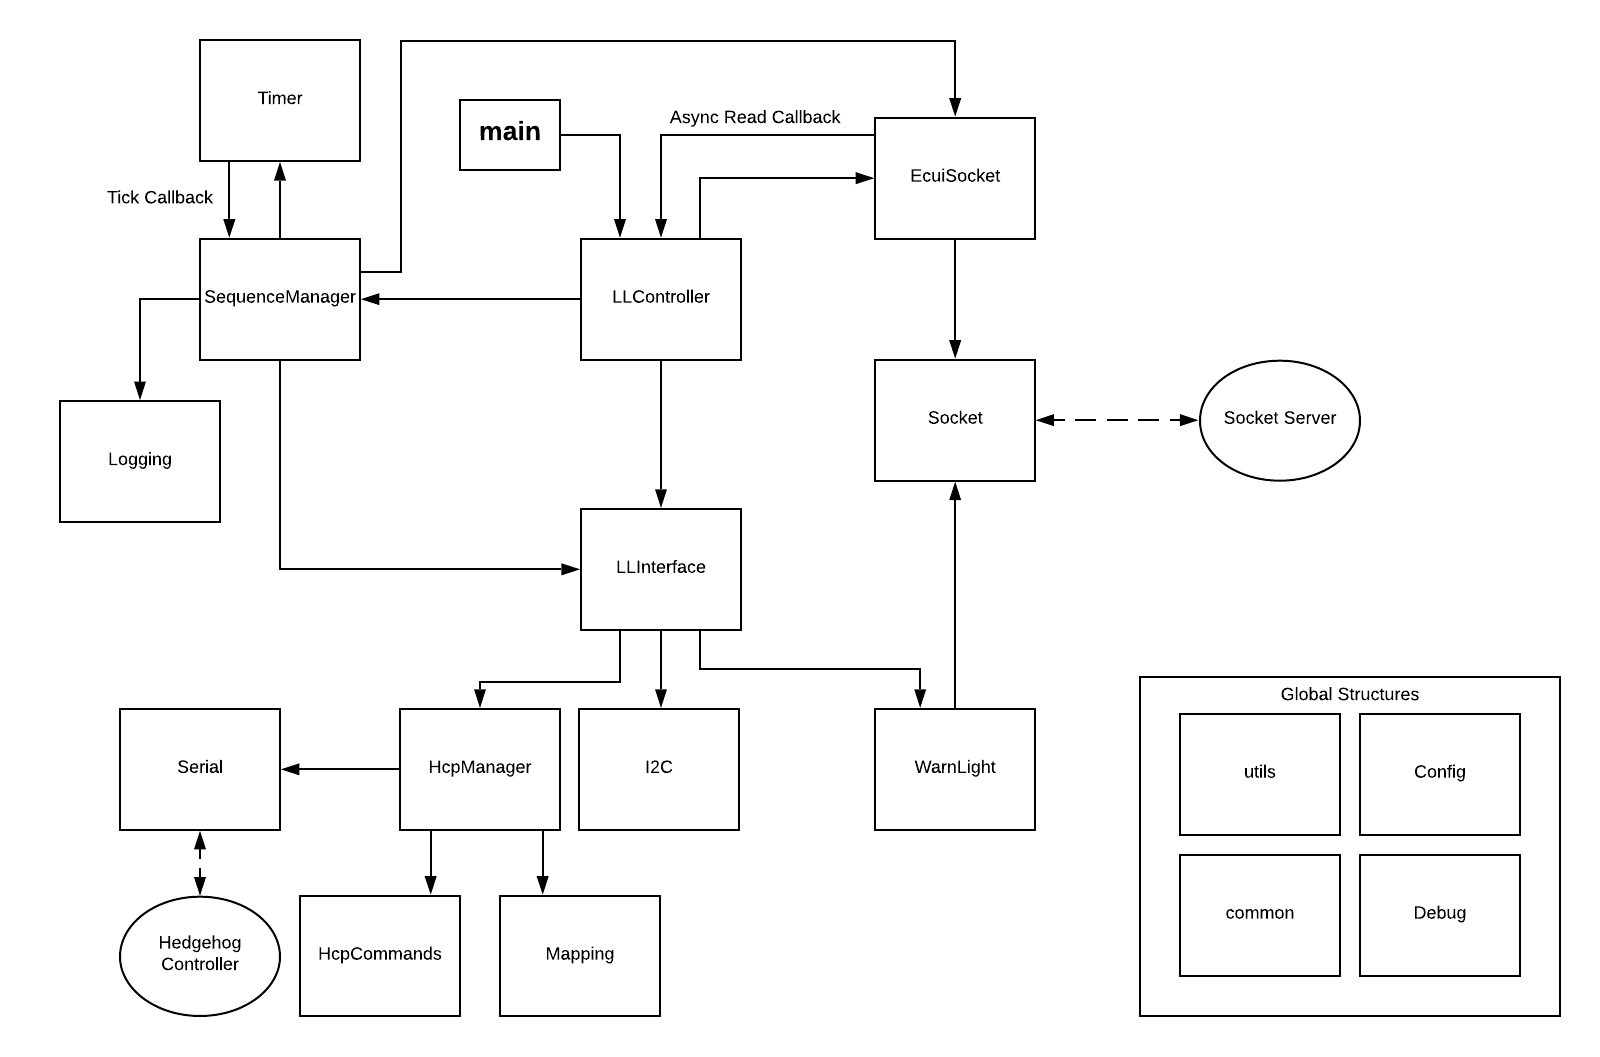 Timer
main
Async Read Callback
EcuiSocket
Tick Callback
SequenceManager
LLController
Logging
Socket
Socket Server
LLInterface
Global Structures
Serial
HcpManager
I2C
WarnLight
utils
Config
common
Debug
Hedgehog
Controller
HcpCommands
Mapping